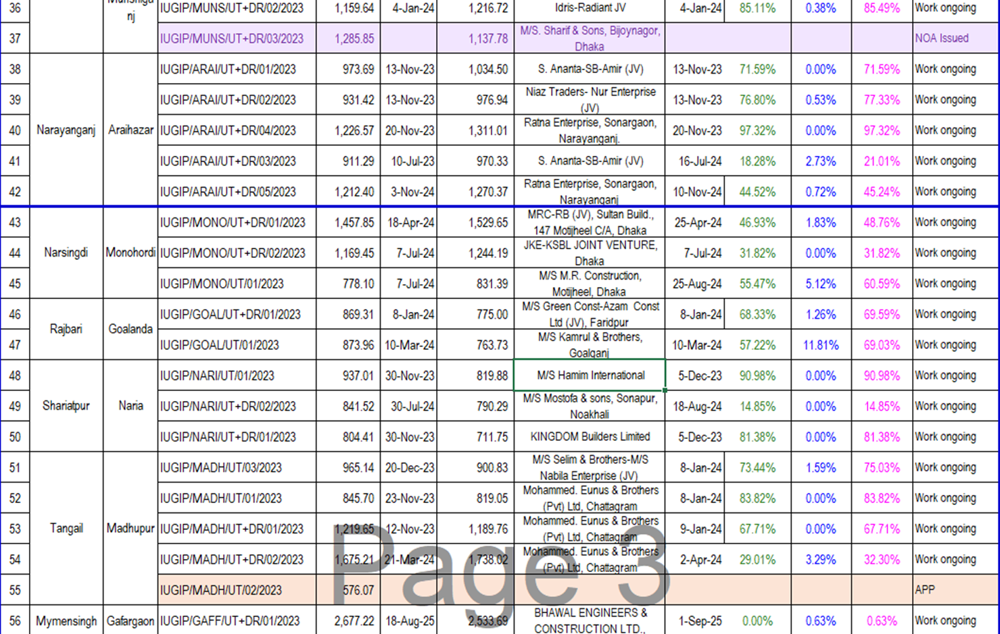 36 Munshiganj IUGIP/MUNS/UT+DR/02/2023 1,159.64 4-Jan-24 1,216.72 Idris-Radiant JV 4-Jan-24 85.11% 0.38% 85.49% Work ongoing
37 IUGIP/MUNS/UT+DR/03/2023 1,285.85 1,137.78 M/S. Sharif & Sons, Bijoynagar, Dhaka NOA Issued
38 IUGIP/ARAI/UT+DR/01/2023 973.69 13-Nov-23 1,034.50 S. Ananta-SB-Amir (JV) 13-Nov-23 71.59% 0.00% 71.59% Work ongoing
39 IUGIP/ARAI/UT+DR/02/2023 931.42 13-Nov-23 976.94 Niaz Traders- Nur Enterprise (JV) 13-Nov-23 76.80% 0.53% 77.33% Work ongoing
40 Narayanganj Araihazar IUGIP/ARAI/UT+DR/04/2023 1,226.57 20-Nov-23 1,311.01 Ratna Enterprise, Sonargaon, Narayanganj. 20-Nov-23 97.32% 0.00% 97.32% Work ongoing
41 IUGIP/ARAI/UT+DR/03/2023 911.29 10-Jul-23 970.33 S. Ananta-SB-Amir (JV) 16-Jul-24 18.28% 2.73% 21.01% Work ongoing
42 IUGIP/ARAI/UT+DR/05/2023 1,212.40 3-Nov-24 1,270.37 Ratna Enterprise, Sonargaon, Narayanganj 10-Nov-24 44.52% 0.72% 45.24% Work ongoing
43 IUGIP/MONO/UT+DR/01/2023 1,457.85 18-Apr-24 1,529.65 MRC-RB (JV), Sultan Build., 147 Motijheel C/A, Dhaka 25-Apr-24 46.93% 1.83% 48.76% Work ongoing
44 Narsingdi Monohordi IUGIP/MONO/UT+DR/02/2023 1,169.45 7-Jul-24 1,244.19 JKE-KSBL JOINT VENTURE, Dhaka 7-Jul-24 31.82% 0.00% 31.82% Work ongoing
45 IUGIP/MONO/UT/01/2023 778.10 7-Jul-24 831.39 M/S M.R. Construction, Motijheel, Dhaka 25-Aug-24 55.47% 5.12% 60.59% Work ongoing
46 Rajbari Goalanda IUGIP/GOAL/UT+DR/01/2023 869.31 8-Jan-24 775.00 M/S Green Const-Azam Const Ltd (JV), Faridpur 8-Jan-24 68.33% 1.26% 69.59% Work ongoing
47 IUGIP/GOAL/UT/01/2023 873.96 10-Mar-24 763.73 M/S Kamrul & Brothers, Goalganj 10-Mar-24 57.22% 11.81% 69.03% Work ongoing
48 IUGIP/NARI/UT/01/2023 937.01 30-Nov-23 819.88 M/S Hamim International 5-Dec-23 90.98% 0.00% 90.98% Work ongoing
49 Shariatpur Naria IUGIP/NARI/UT+DR/02/2023 841.52 30-Jul-24 790.29 M/S Mostofa & sons, Sonapur, Noakhali 18-Aug-24 14.85% 0.00% 14.85% Work ongoing
50 IUGIP/NARI/UT+DR/01/2023 804.41 30-Nov-23 711.75 KINGDOM Builders Limited 5-Dec-23 81.38% 0.00% 81.38% Work ongoing
51 IUGIP/MADH/UT/03/2023 965.14 20-Dec-23 900.83 M/S Selim & Brothers-M/S Nabila Enterprise (JV) 8-Jan-24 73.44% 1.59% 75.03% Work ongoing
52 IUGIP/MADH/UT/01/2023 845.70 23-Nov-23 819.05 Mohammed. Eunus & Brothers (Pvt) Ltd, Chattagram 8-Jan-24 83.82% 0.00% 83.82% Work ongoing
53 Tangail Madhupur IUGIP/MADH/UT+DR/01/2023 1,219.65 12-Nov-23 1,189.76 Mohammed. Eunus & Brothers (Pvt) Ltd, Chattagram 9-Jan-24 67.71% 0.00% 67.71% Work ongoing
54 IUGIP/MADH/UT+DR/02/2023 1,675.21 21-Mar-24 1,738.02 Mohammed. Eunus & Brothers (Pvt) Ltd, Chattagram 2-Apr-24 29.01% 3.29% 32.30% Work ongoing
55 IUGIP/MADH/UT/02/2023 576.07 APP
56 Mymensingh Gafargaon IUGIP/GAFF/UT+DR/01/2023 2,677.22 18-Aug-25 2,533.69 BHAWAL ENGINEERS & CONSTRUCTION LTD., 1-Sep-25 0.00% 0.63% 0.63% Work ongoing
Page 3